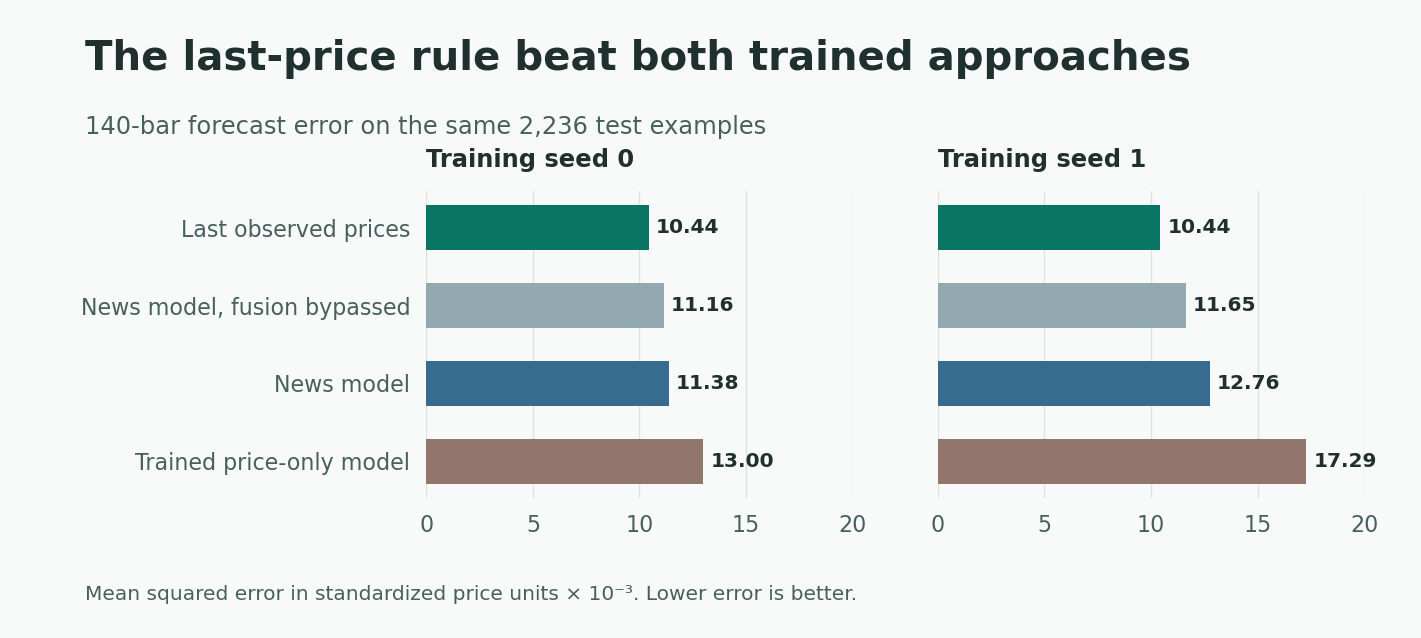 The last-price rule beat both trained approaches
140-bar forecast error on the same 2,236 test examples
Training seed 0
Last observed prices 10.44
News model, fusion bypassed 11.16
News model 11.38
Trained price-only model 13.00
0 5 10 15 20
Training seed 1
10.44
11.65
12.76
17.29
0 5 10 15 20
Mean squared error in standardized price units × 10⁻³. Lower error is better.